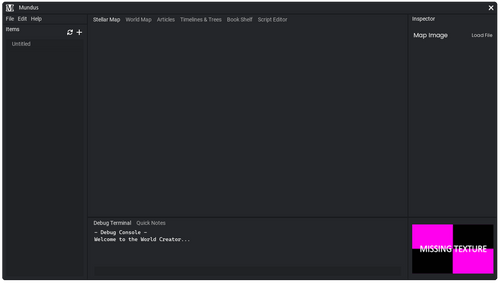 Mundus
File Edit Help
Items
Untitled
Stellar Map World Map Articles Timelines & Trees Book Shelf Script Editor
Debug Terminal Quick Notes
~ Debug Console ~
Welcome to the World Creator...
Inspector
Map Image Load File
MISSING TEXTURE